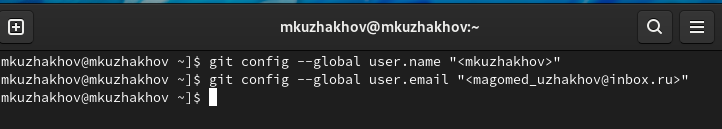 mkuzhakhov@mkuzhakhov:~
mkuzhakhov@mkuzhakhov ~]$ git config --global user.name "<mkuzhakhov>"
mkuzhakhov@mkuzhakhov ~]$ git config --global user.email "<magomed_uzhakhov@inbox.ru>"
mkuzhakhov@mkuzhakhov ~]$